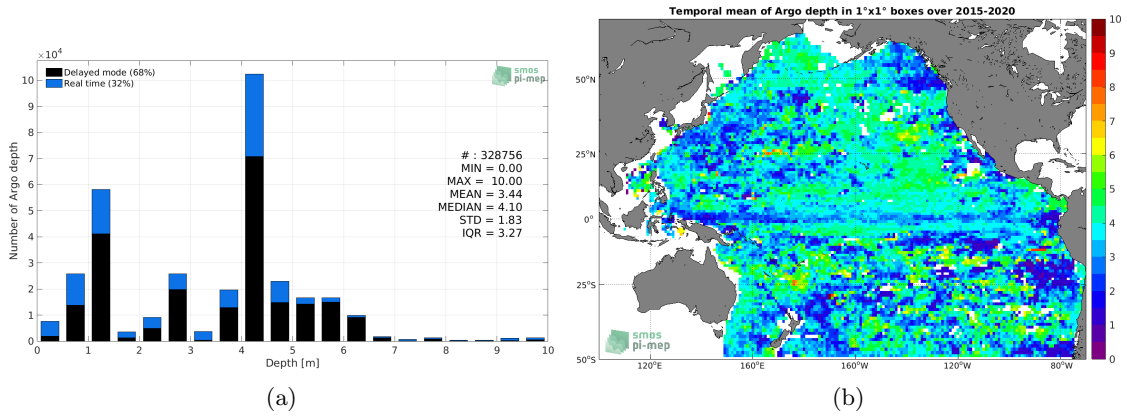 ×10⁴
10
9
8
7
6
5
4
3
2
1
0
Number of Argo depth
0 1 2 3 4 5 6 7 8 9 10
Depth [m]
Delayed mode (68%)
Real time (32%)
smos
pi-mep
# : 328756
MIN = 0.00
MAX = 10.00
MEAN = 3.44
MEDIAN = 4.10
STD = 1.83
IQR = 3.27
(a)
Temporal mean of Argo depth in 1°x1° boxes over 2015-2020
50°N
25°N
0°
25°S
50°S
120°E 160°E 160°W 120°W 80°W
smos
pi-mep
10
9
8
7
6
5
4
3
2
1
0
(b)